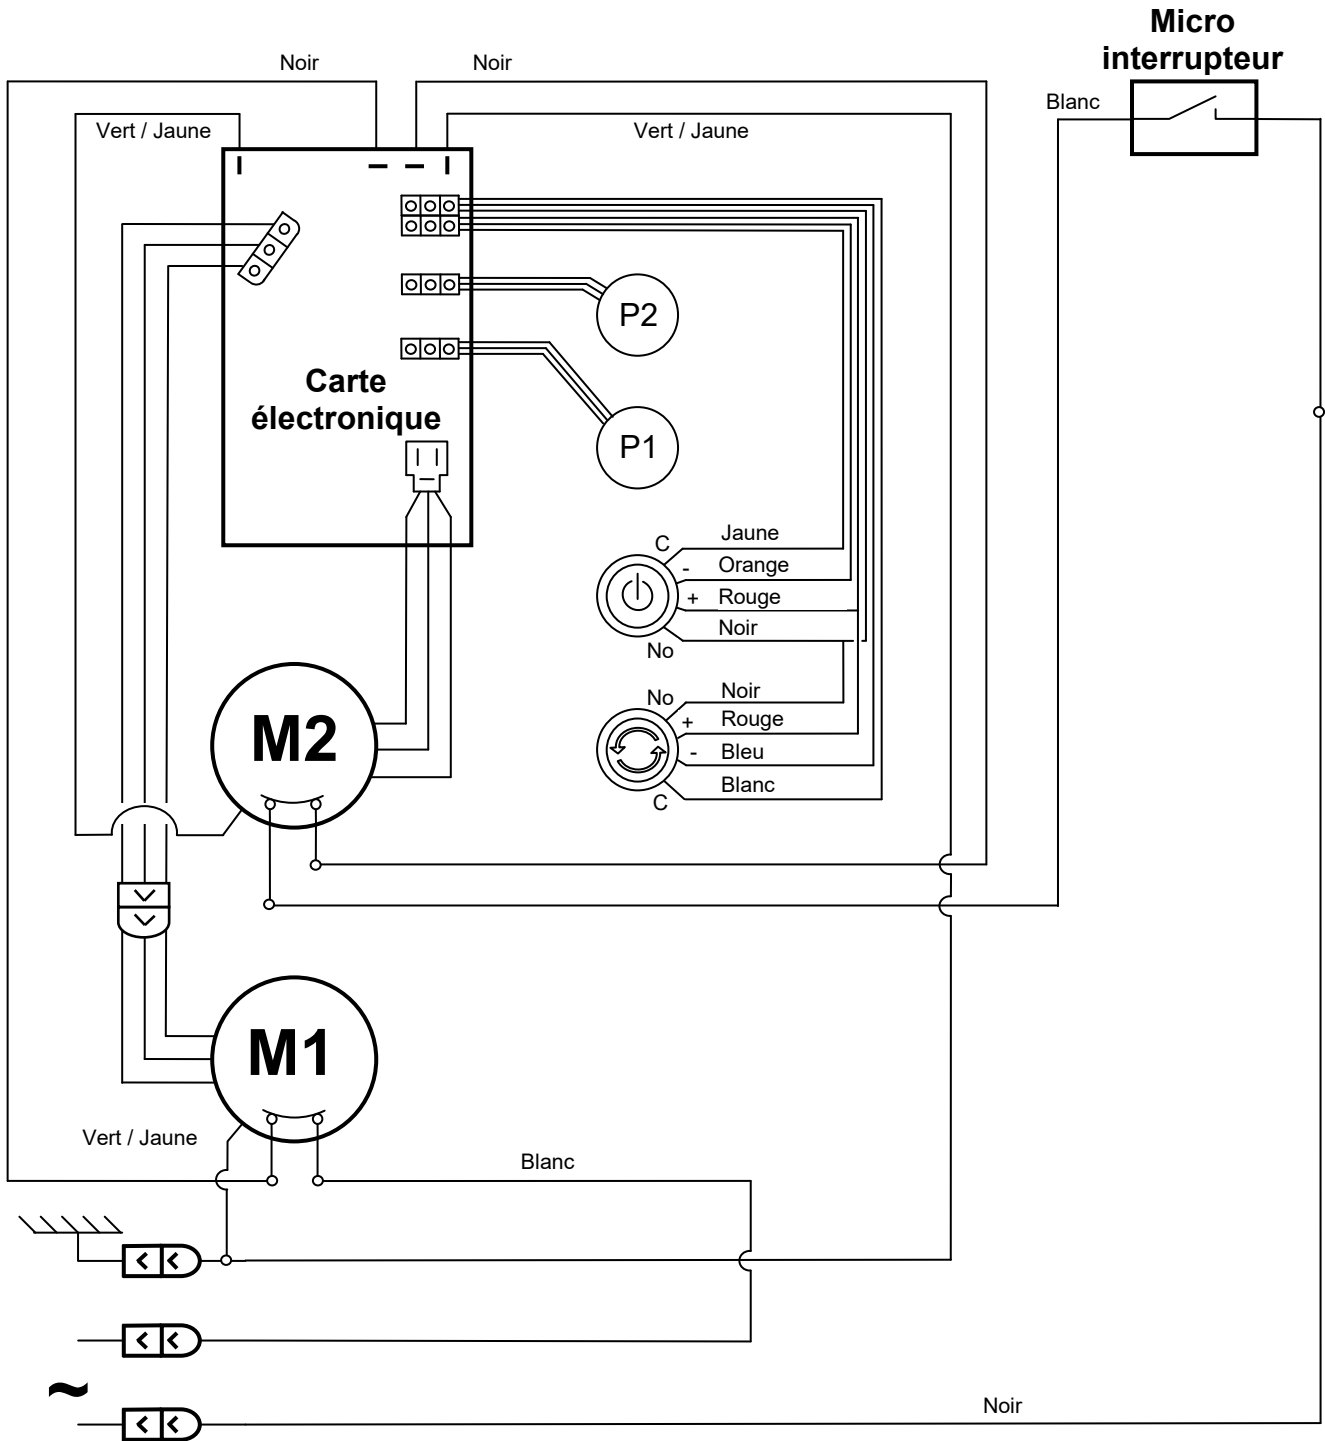 Micro
interrupteur
Noir
Noir
Blanc
Vert / Jaune
Vert / Jaune
P2
Carte
électronique
P1
C
Jaune
-
Orange
+
Rouge
Noir
No
No
Noir
+
Rouge
-
Bleu
Blanc
C
M2
M1
Vert / Jaune
Blanc
~
Noir